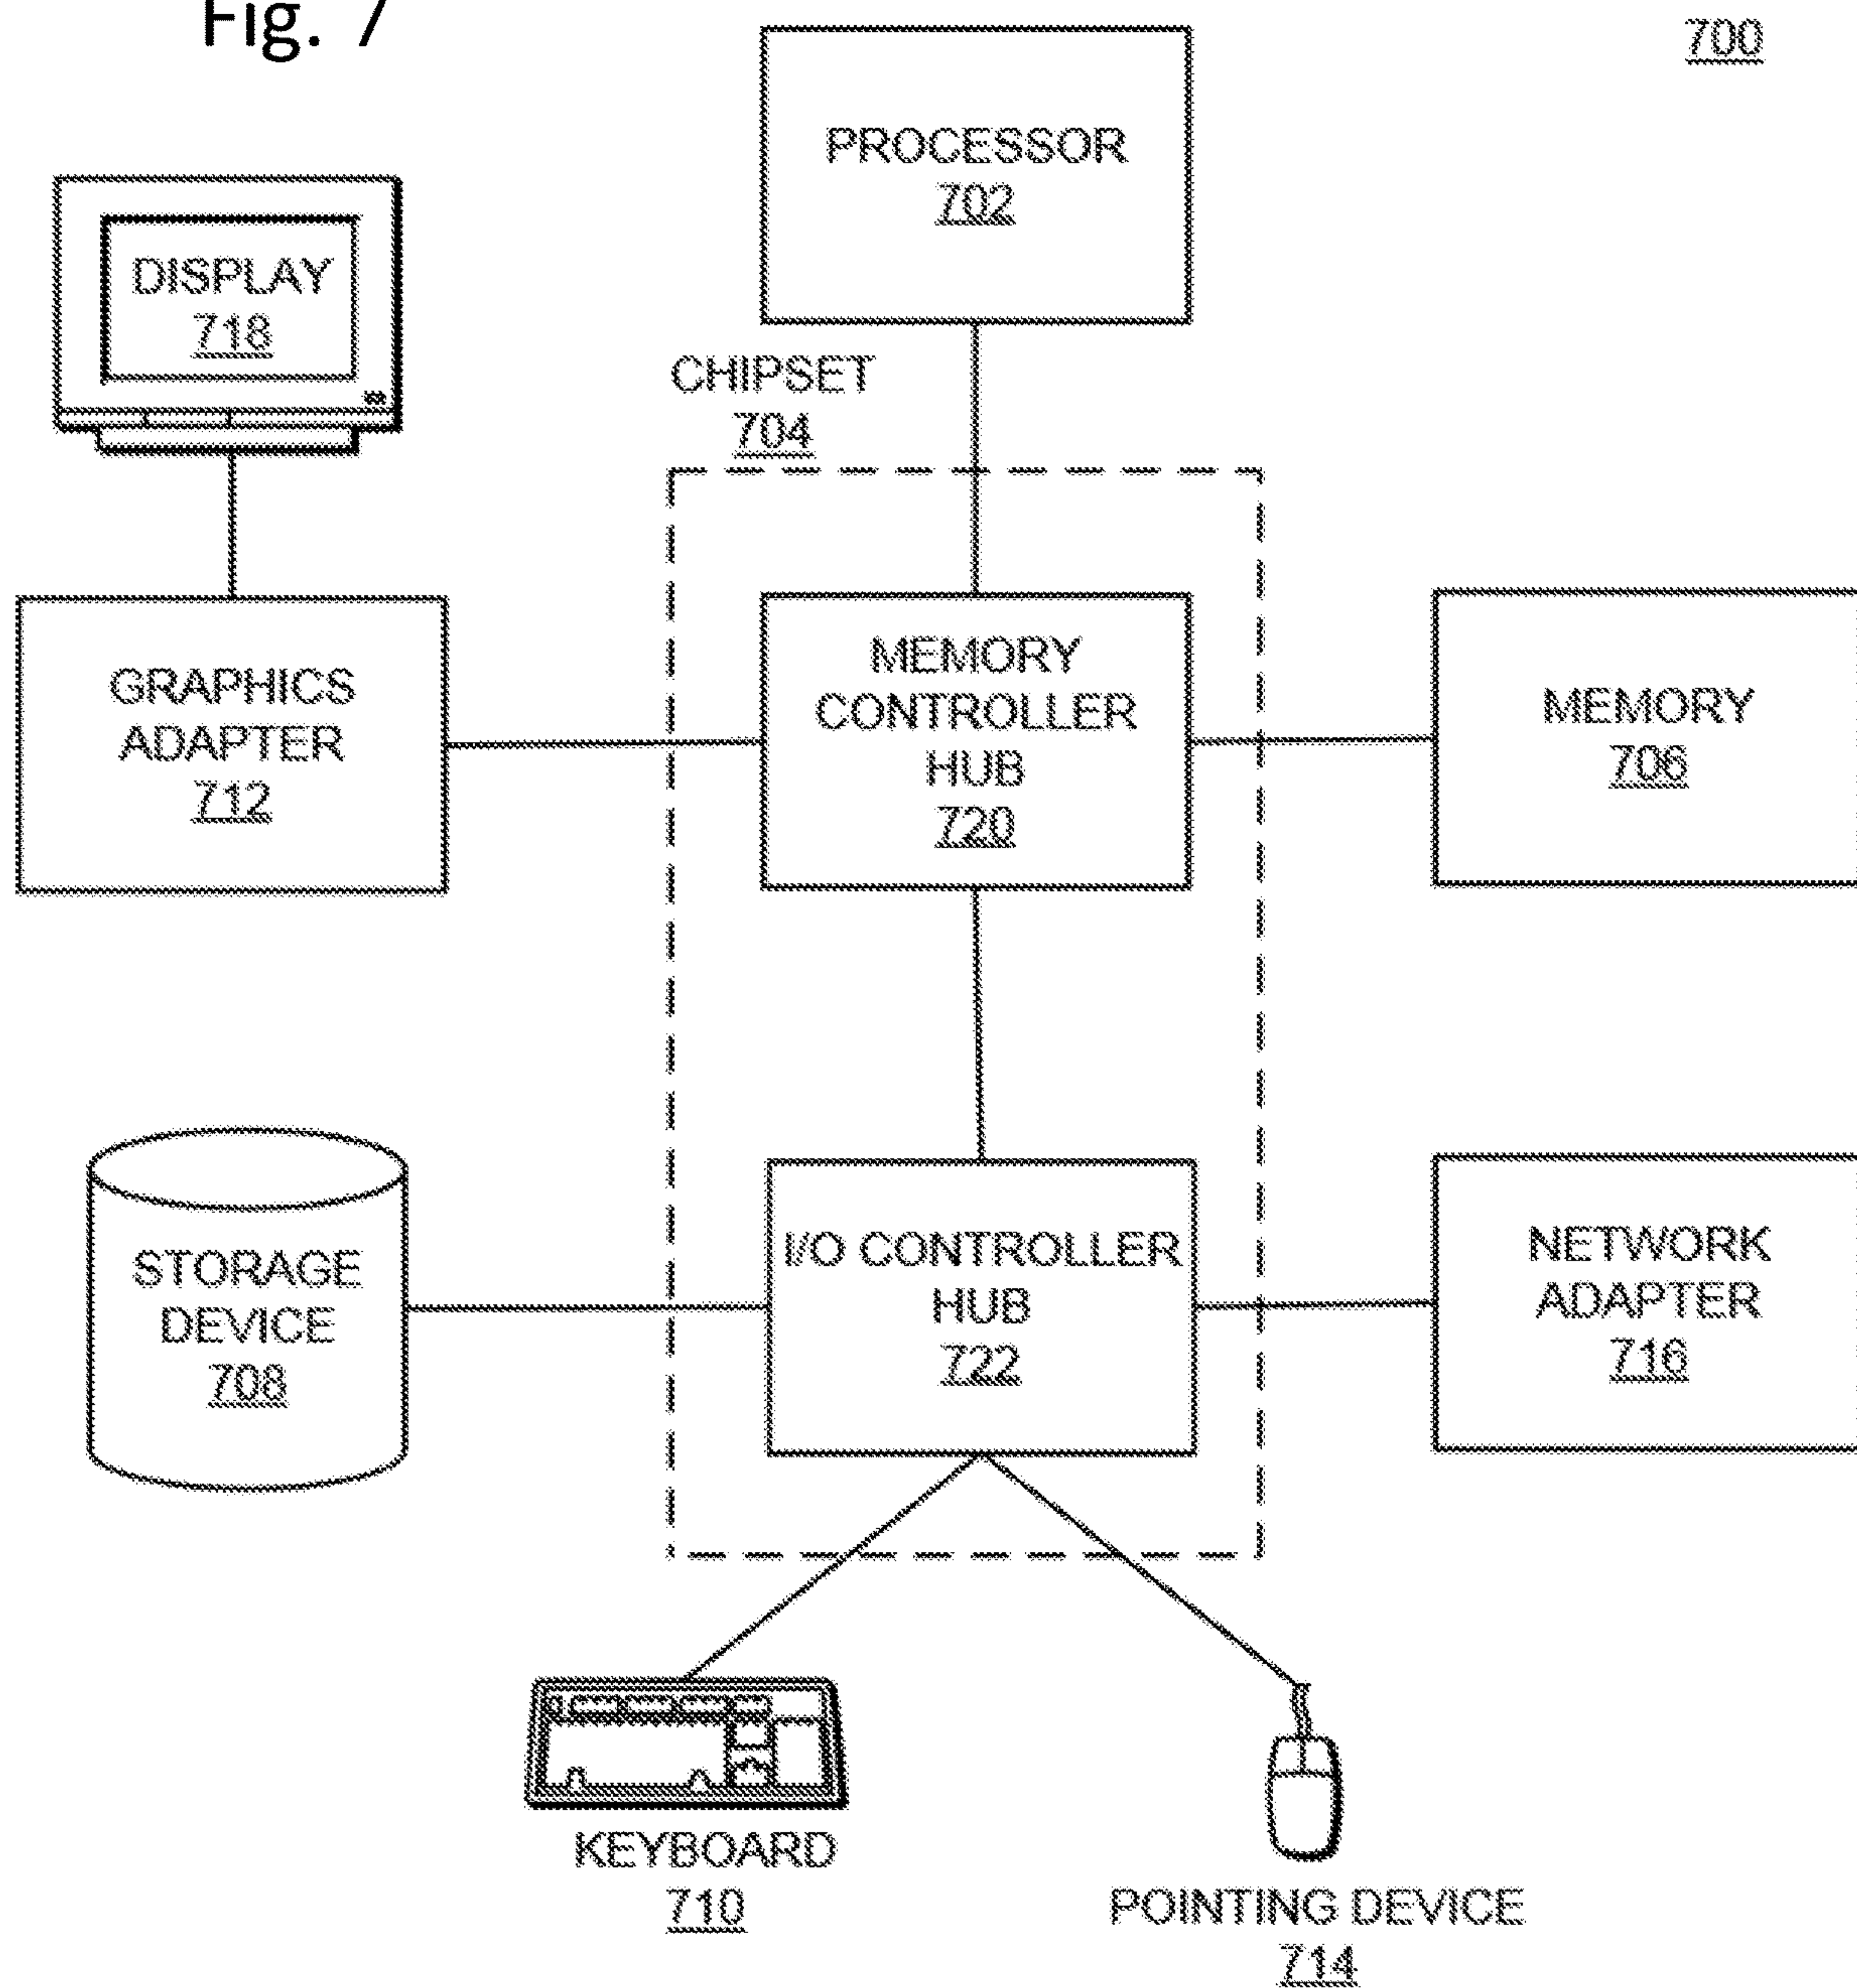 Fig. 7
700
PROCESSOR
702
DISPLAY
718
CHIPSET
704
GRAPHICS
ADAPTER
712
MEMORY
CONTROLLER
HUB
720
MEMORY
706
STORAGE
DEVICE
708
I/O CONTROLLER
HUB
722
NETWORK
ADAPTER
716
KEYBOARD
710
POINTING DEVICE
714